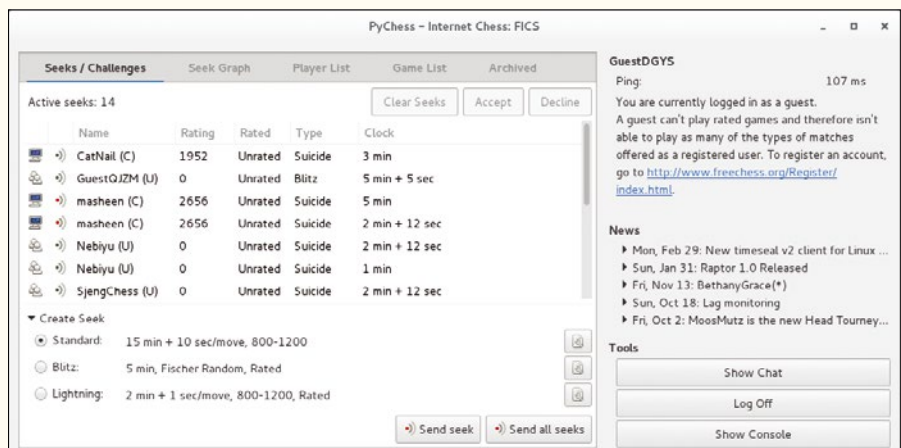 PyChess – Internet Chess: FICS
Seeks / Challenges Seek Graph Player List Game List Archived
Active seeks: 14 Clear Seeks Accept Decline
Name Rating Rated Type Clock
CatNail (C) 1952 Unrated Suicide 3 min
GuestQJZM (U) 0 Unrated Blitz 5 min + 5 sec
masheen (C) 2656 Unrated Suicide 5 min
masheen (C) 2656 Unrated Suicide 2 min + 12 sec
Nebiyu (U) 0 Unrated Suicide 2 min + 12 sec
Nebiyu (U) 0 Unrated Suicide 1 min
SjengChess (U) 0 Unrated Suicide 2 min + 12 sec
Create Seek
Standard: 15 min + 10 sec/move, 800-1200
Blitz: 5 min, Fischer Random, Rated
Lightning: 2 min + 1 sec/move, 800-1200, Rated
Send seek Send all seeks
GuestDGYS
Ping: 107 ms
You are currently logged in as a guest.
A guest can't play rated games and therefore isn't
able to play as many of the types of matches
offered as a registered user. To register an account,
go to http://www.freechess.org/Register/
index.html.
News
Mon, Feb 29: New timeseal v2 client for Linux ...
Sun, Jan 31: Raptor 1.0 Released
Fri, Nov 13: BethanyGrace(*)
Sun, Oct 18: Lag monitoring
Fri, Oct 2: MoosMutz is the new Head Tourney...
Tools
Show Chat
Log Off
Show Console